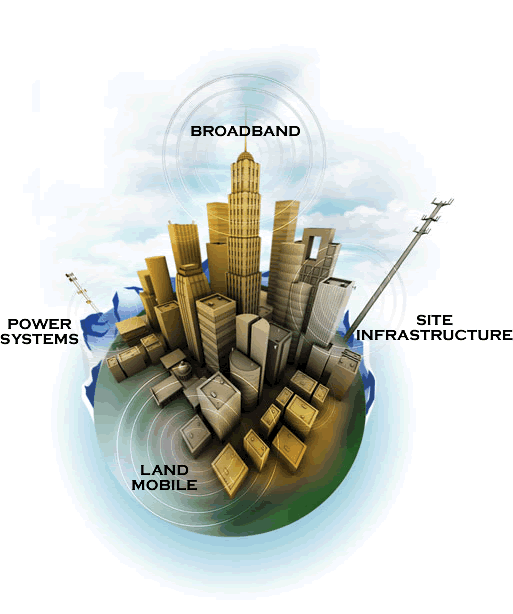 BROADBAND
POWER
SYSTEMS
SITE
INFRASTRUCTURE
LAND
MOBILE